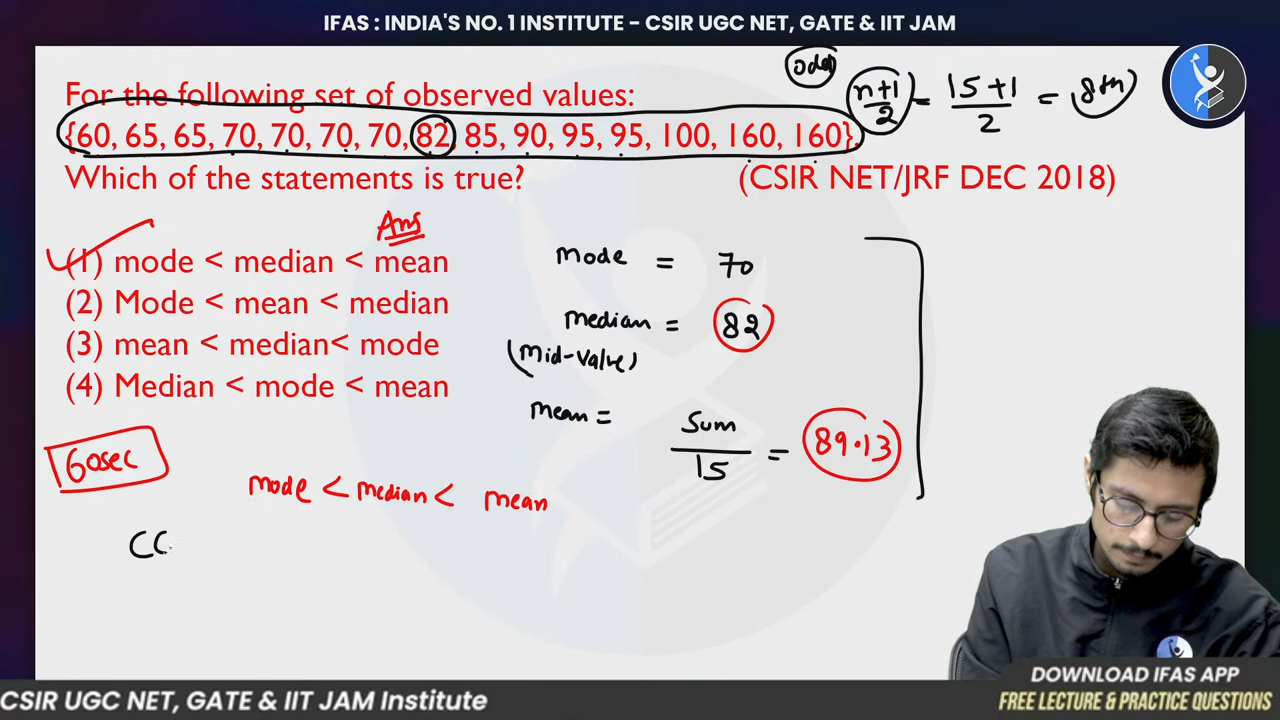 IFAS : INDIA'S NO. 1 INSTITUTE – CSIR UGC NET, GATE & IIT JAM
For the following set of observed values:
{60, 65, 65, 70, 70, 70, 70, 82, 85, 90, 95, 95, 100, 160, 160}.
odd n+1/2 = 15+1/2 = 8th
Which of the statements is true? (CSIR NET/JRF DEC 2018)
Ans
(1) mode < median < mean
(2) Mode < mean < median
(3) mean < median< mode
(4) Median < mode < mean
mode = 70
median = 82
(mid-value)
mean = Sum/15 = 89.13
60sec
mode < median < mean
CC
DOWNLOAD IFAS APP
FREE LECTURE & PRACTICE QUESTIONS
CSIR UGC NET, GATE & IIT JAM Institute